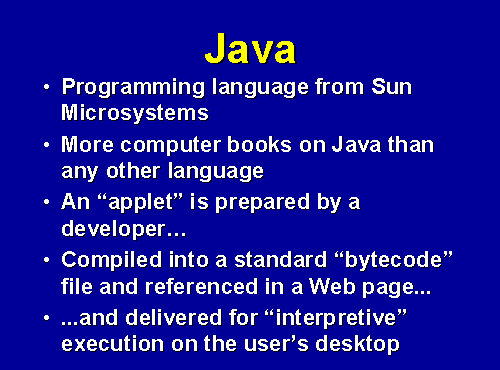 Java
• Programming language from Sun
Microsystems
• More computer books on Java than
any other language
• An “applet” is prepared by a
developer…
• Compiled into a standard “bytecode”
file and referenced in a Web page...
• ...and delivered for “interpretive”
execution on the user’s desktop